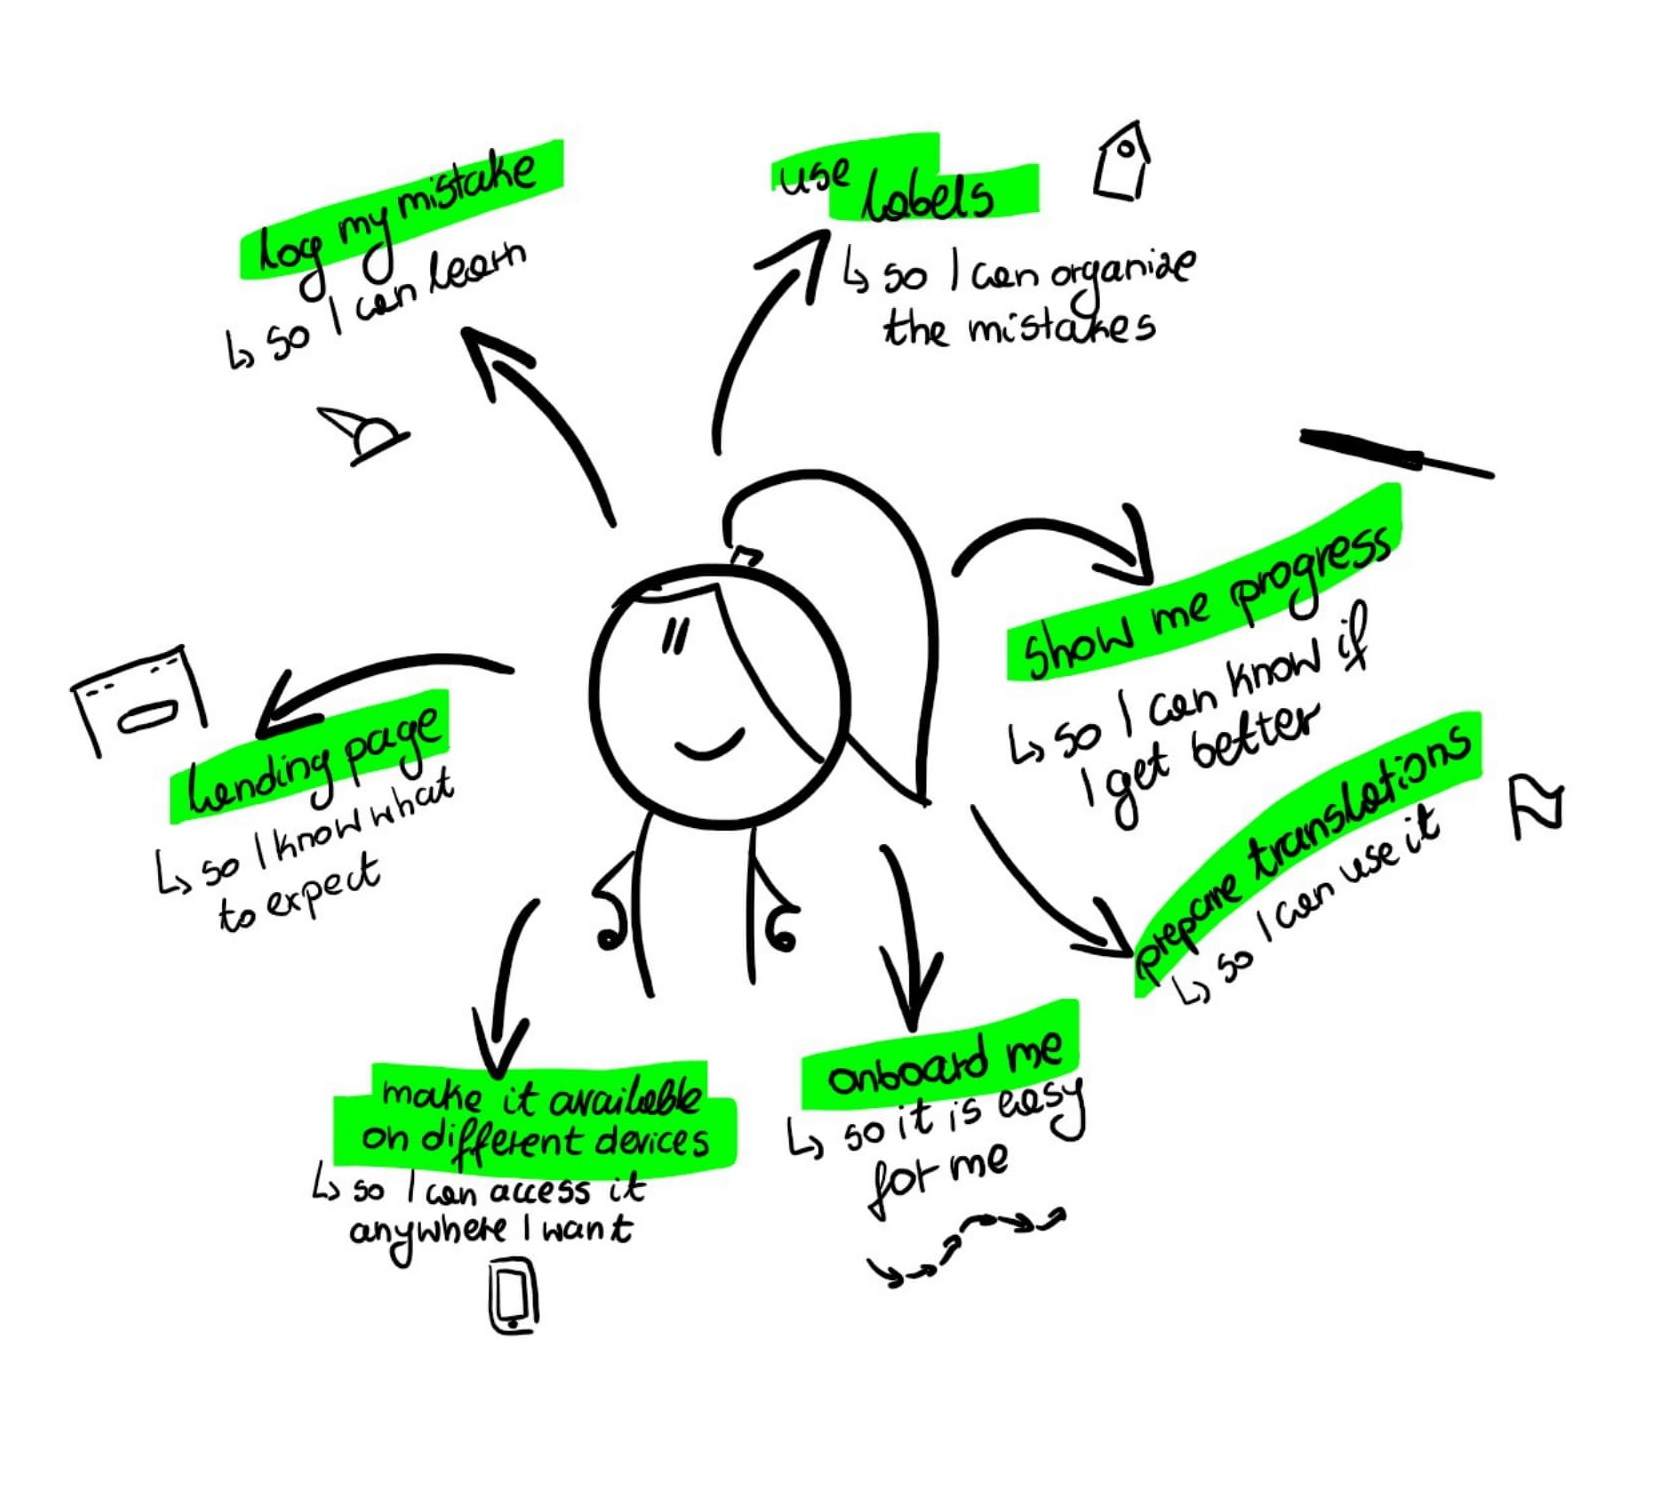 log my mistake
↳ so I can learn
use
labels
↳ so I can organize
the mistakes
show me progress
↳ so I can know if
I get better
prepare translations
↳ so I can use it
onboard me
↳ so it is easy
for me
make it available
on different devices
↳ so I can access it
anywhere I want
landing page
↳ so I know what
to expect